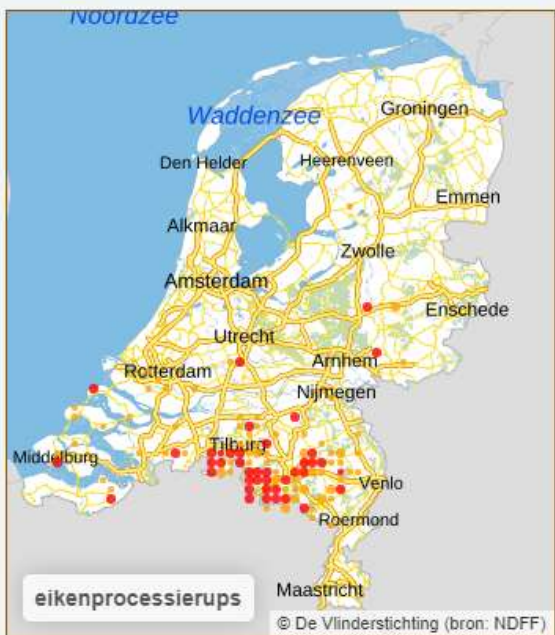 Noordzee
Waddenzee
Groningen
Den Helder
Heerenveen
Emmen
Alkmaar
Zwolle
Amsterdam
Enschede
Utrecht
Arnhem
Rotterdam
Nijmegen
Tilburg
Middelburg
Venlo
Roermond
Maastricht
eikenprocessierups
© De Vlinderstichting (bron: NDFF)